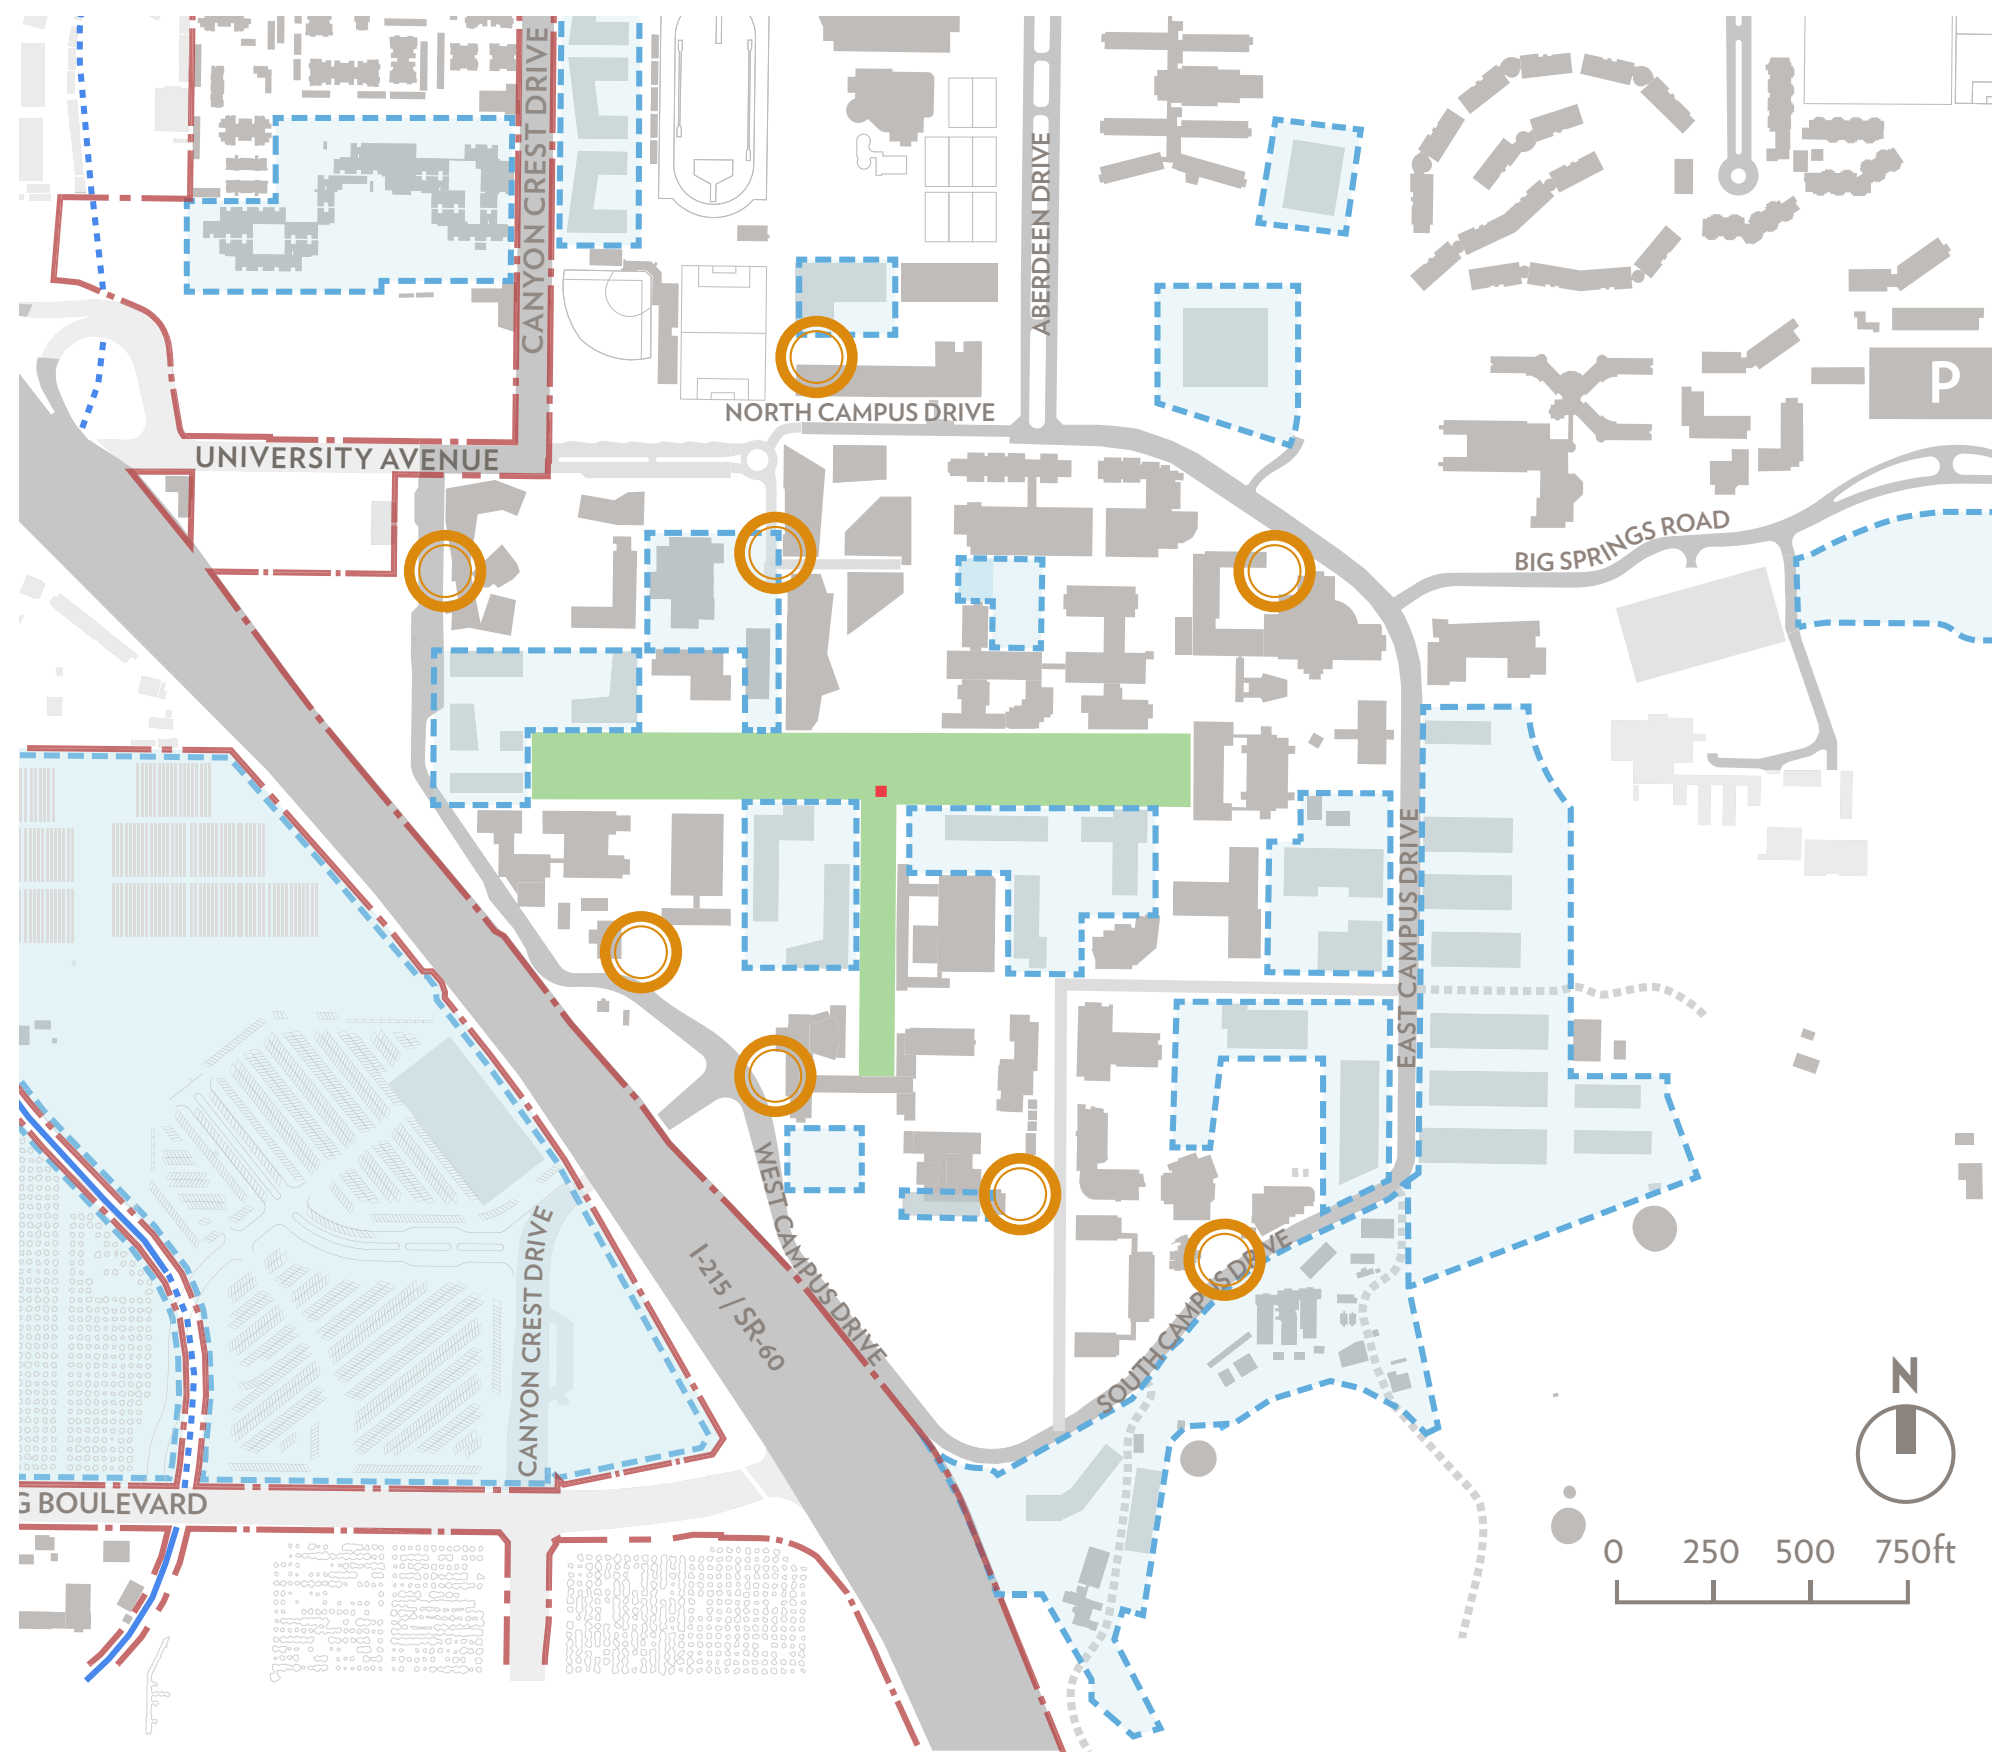 CANYON CREST DRIVE
ABERDEEN DRIVE
P
NORTH CAMPUS DRIVE
UNIVERSITY AVENUE
BIG SPRINGS ROAD
EAST CAMPUS DRIVE
WEST CAMPUS DRIVE
CANYON CREST DRIVE
I-215 / SR-60
SOUTH CAMPUS DRIVE
G BOULEVARD
N
0 250 500 750ft